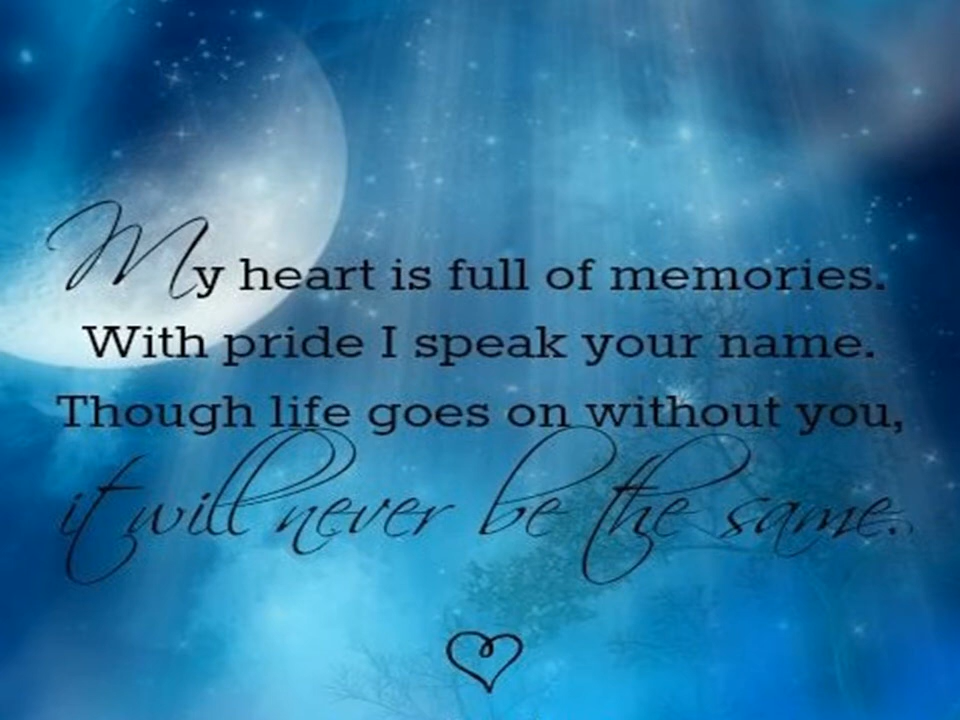 My heart is full of memories.
With pride I speak your name.
Though life goes on without you,
it will never be the same.